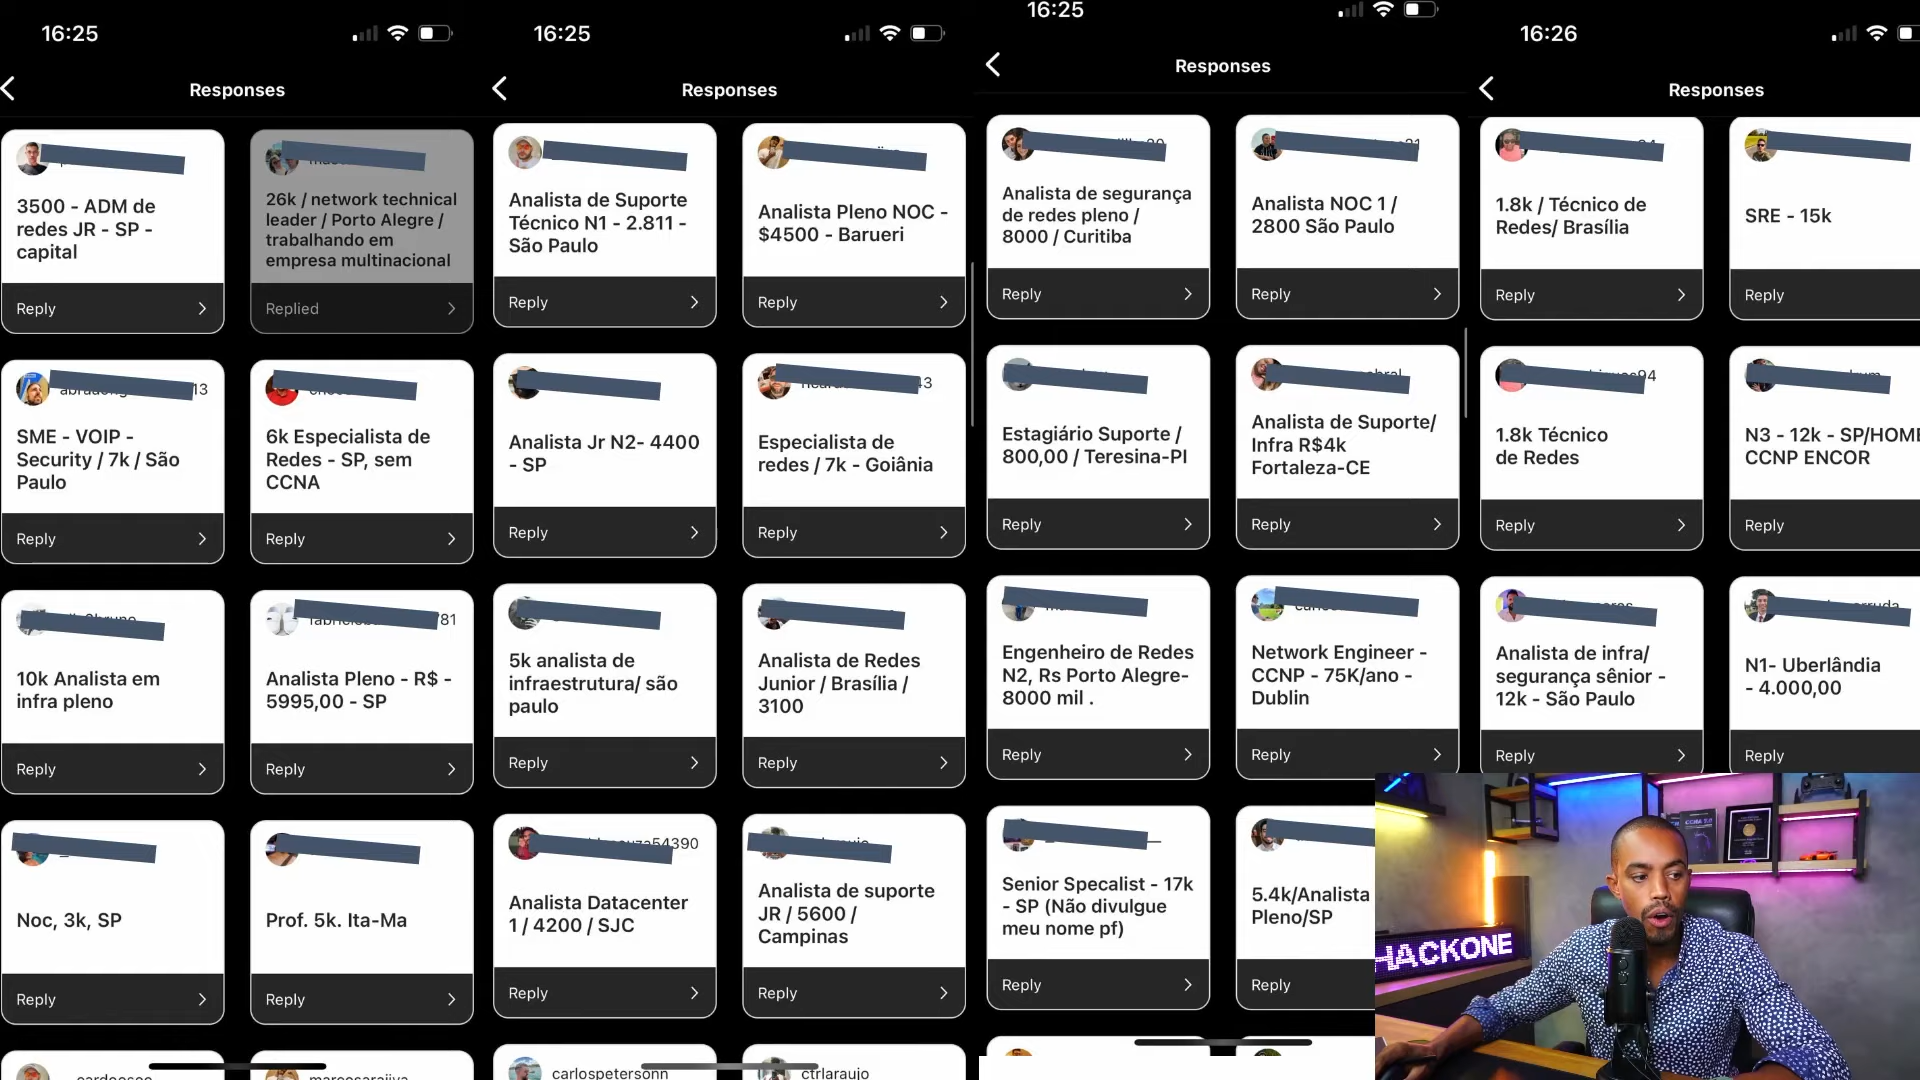 16:25
Responses
3500 - ADM de
redes JR - SP -
capital
Reply
26k / network technical
leader / Porto Alegre /
trabalhando em
empresa multinacional
Replied
13
SME - VOIP -
Security / 7k / São
Paulo
Reply
6k Especialista de
Redes - SP, sem
CCNA
Reply
10k Analista em
infra pleno
Reply
781
Analista Pleno - R$ -
5995,00 - SP
Reply
Noc, 3k, SP
Reply
Prof. 5k. Ita-Ma
Reply
16:25
Responses
Analista de Suporte
Técnico N1 - 2.811 -
São Paulo
Reply
Analista Pleno NOC -
$4500 - Barueri
Reply
Analista Jr N2- 4400
- SP
Reply
43
Especialista de
redes / 7k - Goiânia
Reply
5k analista de
infraestrutura/ são
paulo
Reply
Analista de Redes
Junior / Brasília /
3100
Reply
54390
Analista Datacenter
1 / 4200 / SJC
Reply
Analista de suporte
JR / 5600 /
Campinas
Reply
carlospetersonn
ctrlaraujo
16:25
Responses
Analista de segurança
de redes pleno /
8000 / Curitiba
Reply
Analista NOC 1 /
2800 São Paulo
Reply
Estagiário Suporte /
800,00 / Teresina-PI
Reply
Analista de Suporte/
Infra R$4k
Fortaleza-CE
Reply
Engenheiro de Redes
N2, Rs Porto Alegre-
8000 mil .
Reply
Network Engineer -
CCNP - 75K/ano -
Dublin
Reply
Senior Specalist - 17k
- SP (Não divulgue
meu nome pf)
Reply
5.4k/Analista
Pleno/SP
Reply
16:26
Responses
1.8k / Técnico de
Redes/ Brasília
Reply
SRE - 15k
Reply
94
1.8k Técnico
de Redes
Reply
N3 - 12k - SP/HOME
CCNP ENCOR
Reply
Analista de infra/
segurança sênior -
12k - São Paulo
Reply
N1- Uberlândia
- 4.000,00
Reply
HACKONE